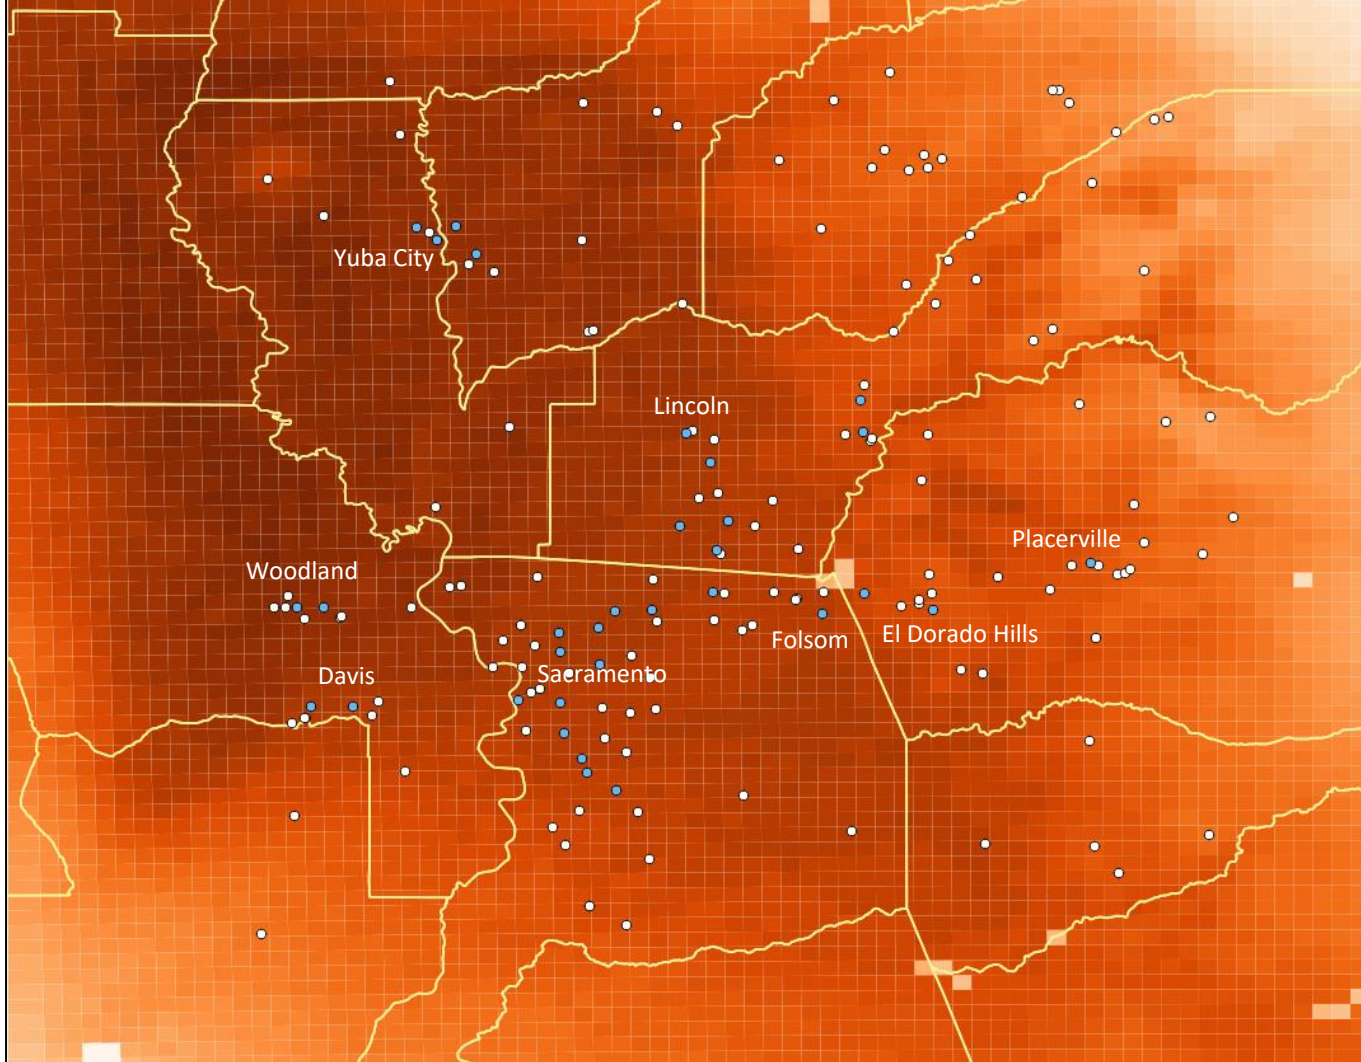 Yuba City
Lincoln
Placerville
Woodland
Folsom
El Dorado Hills
Sacramento
Davis